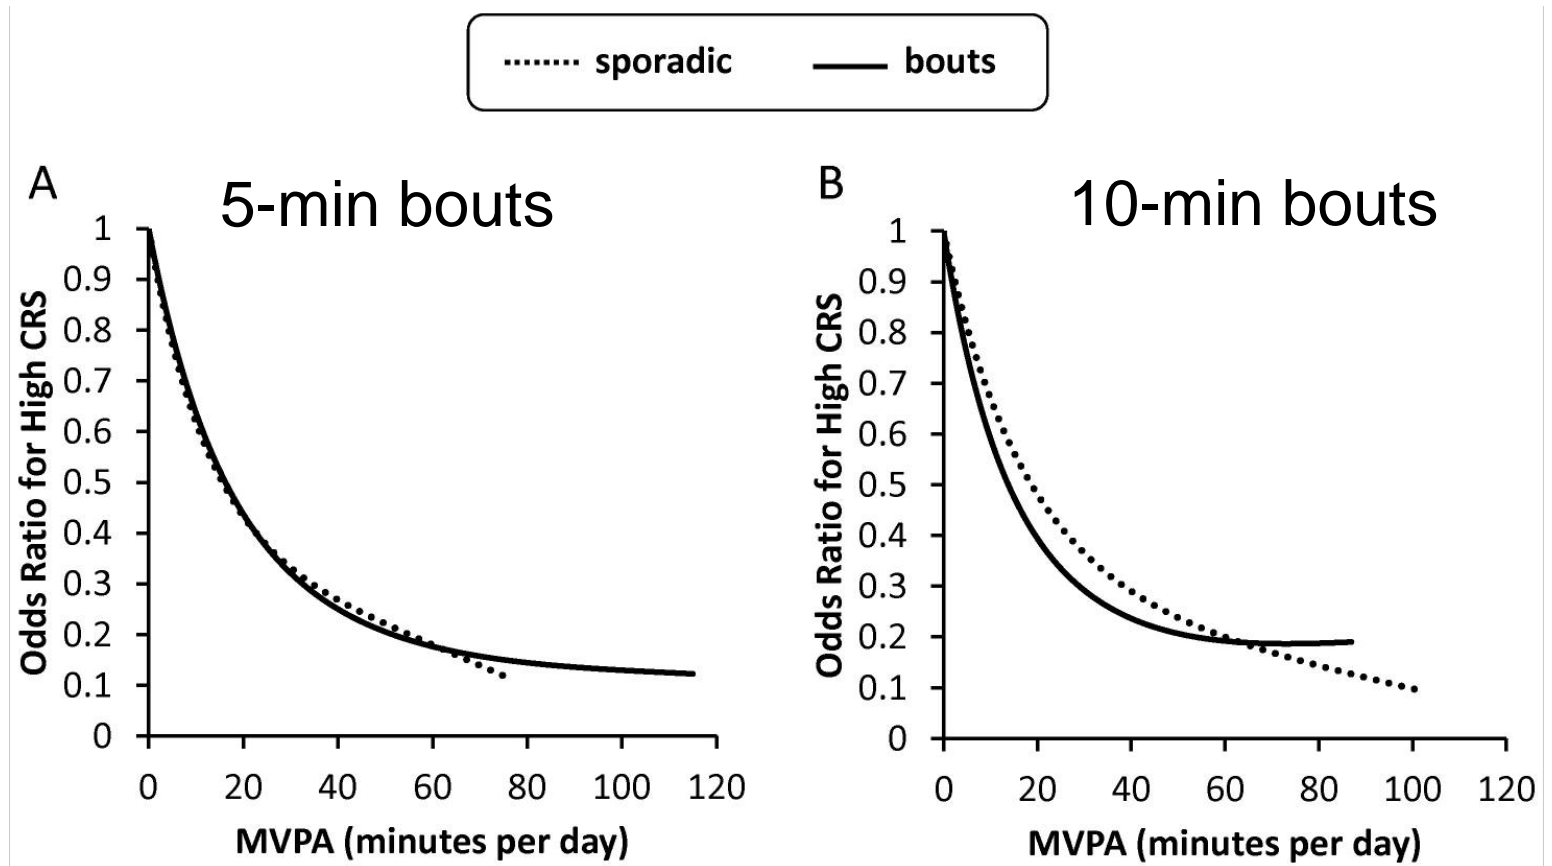 sporadic bouts
A
5-min bouts
Odds Ratio for High CRS
1
0.9
0.8
0.7
0.6
0.5
0.4
0.3
0.2
0.1
0
0 20 40 60 80 100 120
MVPA (minutes per day)
B
10-min bouts
Odds Ratio for High CRS
1
0.9
0.8
0.7
0.6
0.5
0.4
0.3
0.2
0.1
0
0 20 40 60 80 100 120
MVPA (minutes per day)